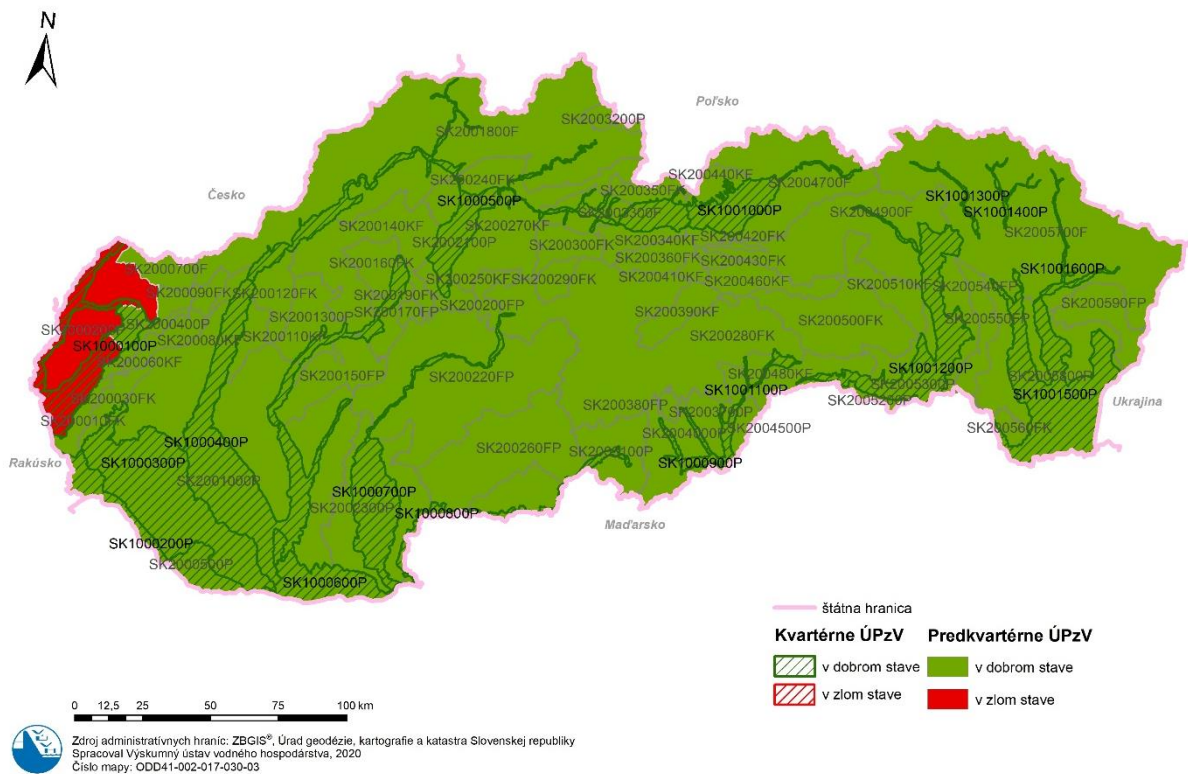 N
Poľsko
Česko
Rakúsko
Maďarsko
Ukrajina
SK2003200P
SK2001800F
SK200440KF
SK200240FK
SK200350FK
SK2004700F
SK1000500P
SK1001300P
SK1001000P
SK2004900F
SK1001400P
SK200140KF
SK200270KF
SK2005700F
SK2002100P
SK200300FK
SK200340KF
SK200420KF
SK200360FK
SK200430KF
SK2000700F
SK200160FK
SK1001600P
SK200250KF
SK200290FK
SK200410KF
SK200460KF
SK200510KF
SK200090FK
SK200120FK
SK200190FK
SK200200FP
SK200590FP
SK200170FP
SK2001300P
SK200390KF
SK200500FK
SK200550FP
SK2000400P
SK1000100P
SK200280FK
SK200060KF
SK200150FP
SK200220FP
SK200480KF
SK1001200P
SK1001100P
SK2005300P
SK1001500P
SK200030FK
SK200380FP
SK2004500P
SK200560FK
SK1000400P
SK200260FP
SK1000300P
SK1000900P
SK2001000P
SK1000700P
SK2002300P
SK1000800P
SK1000200P
SK2000500P
SK1000600P
štátna hranica
Kvartérne ÚPzV
Predkvartérne ÚPzV
v dobrom stave
v dobrom stave
v zlom stave
v zlom stave
0 12,5 25 50 75 100 km
Zdroj administratívnych hraníc: ZBGIS®, Úrad geodézie, kartografie a katastra Slovenskej republiky
Spracoval Výskumný ústav vodného hospodárstva, 2020
Číslo mapy: ODD41-002-017-030-03